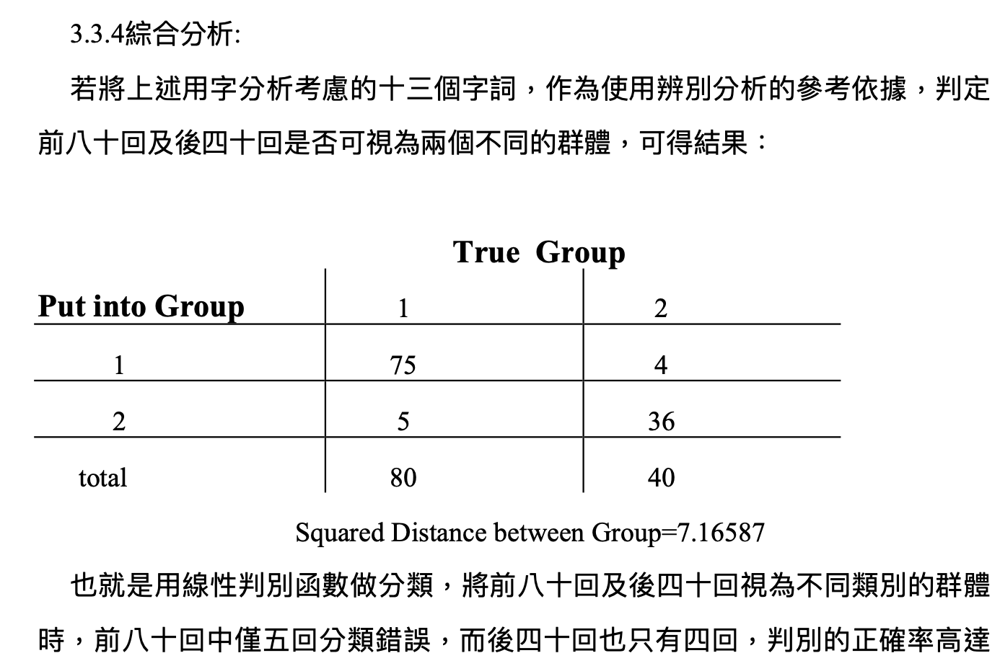 3.3.4綜合分析:
若將上述用字分析考慮的十三個字詞，作為使用辨別分析的參考依據，判定
前八十回及後四十回是否可視為兩個不同的群體，可得結果：
True Group
Put into Group 1 2
1 75 4
2 5 36
total 80 40
Squared Distance between Group=7.16587
也就是用線性判別函數做分類，將前八十回及後四十回視為不同類別的群體
時，前八十回中僅五回分類錯誤，而後四十回也只有四回，判別的正確率高達